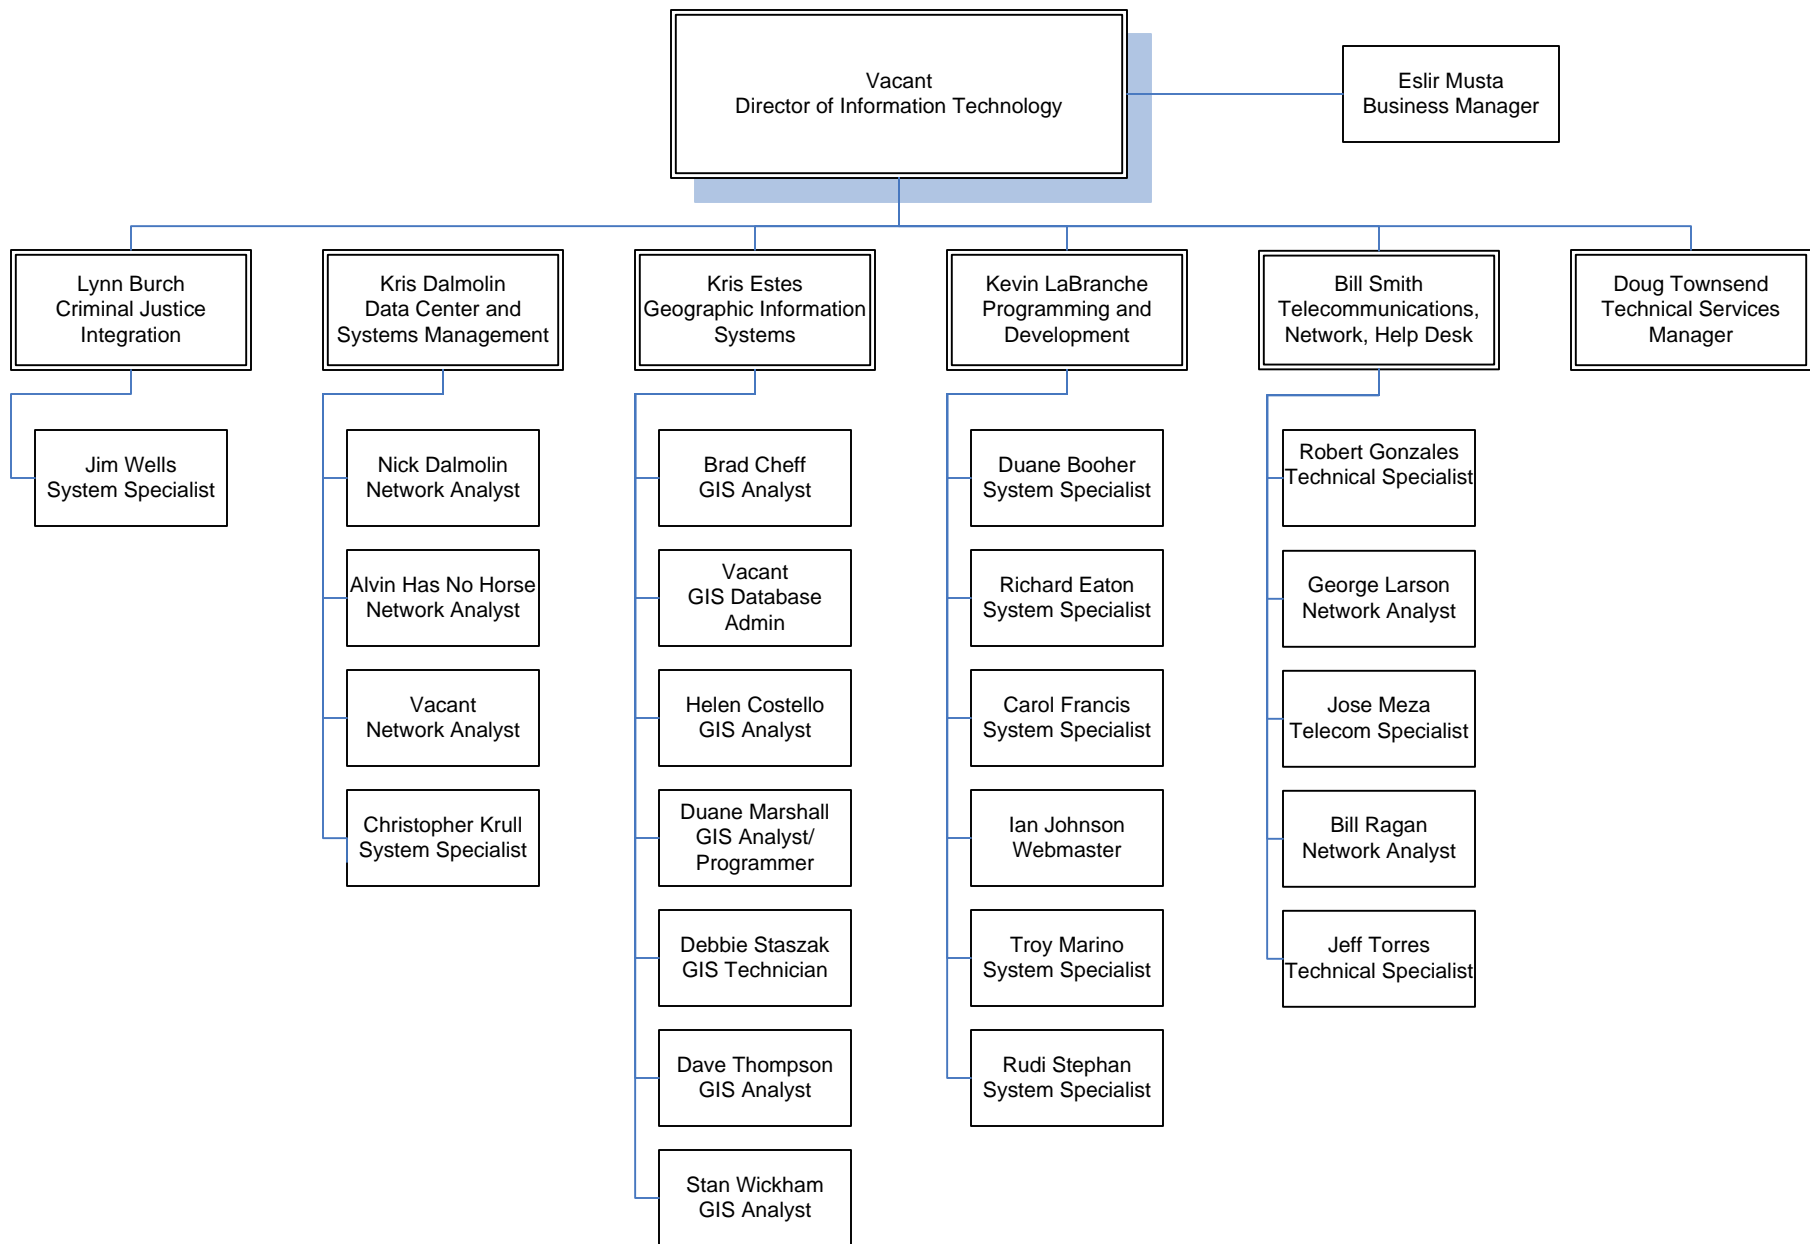 Vacant
Director of Information Technology
Eslir Musta
Business Manager
Lynn Burch
Criminal Justice
Integration
Kris Dalmolin
Data Center and
Systems Management
Kris Estes
Geographic Information
Systems
Kevin LaBranche
Programming and
Development
Bill Smith
Telecommunications,
Network, Help Desk
Doug Townsend
Technical Services
Manager
Jim Wells
System Specialist
Nick Dalmolin
Network Analyst
Alvin Has No Horse
Network Analyst
Vacant
Network Analyst
Christopher Krull
System Specialist
Brad Cheff
GIS Analyst
Vacant
GIS Database
Admin
Helen Costello
GIS Analyst
Duane Marshall
GIS Analyst/
Programmer
Debbie Staszak
GIS Technician
Dave Thompson
GIS Analyst
Stan Wickham
GIS Analyst
Duane Booher
System Specialist
Richard Eaton
System Specialist
Carol Francis
System Specialist
Ian Johnson
Webmaster
Troy Marino
System Specialist
Rudi Stephan
System Specialist
Robert Gonzales
Technical Specialist
George Larson
Network Analyst
Jose Meza
Telecom Specialist
Bill Ragan
Network Analyst
Jeff Torres
Technical Specialist